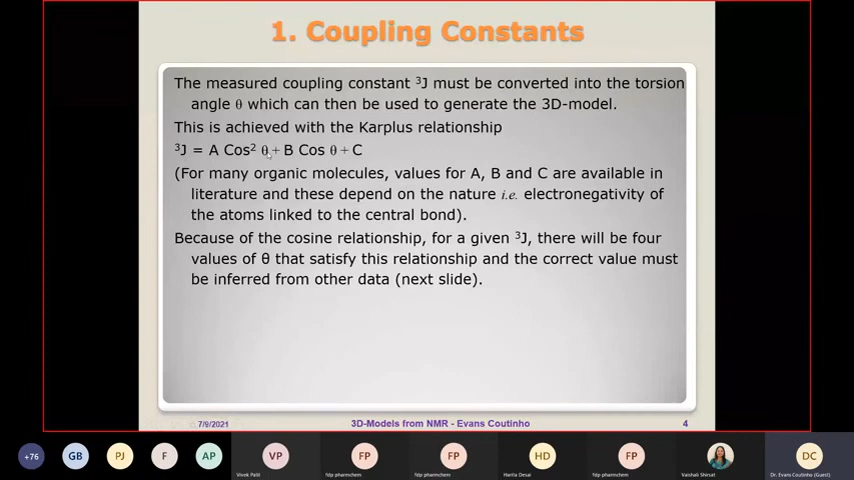 1. Coupling Constants
The measured coupling constant ³J must be converted into the torsion
angle θ which can then be used to generate the 3D-model.
This is achieved with the Karplus relationship
³J = A Cos² θ + B Cos θ + C
(For many organic molecules, values for A, B and C are available in
literature and these depend on the nature i.e. electronegativity of
the atoms linked to the central bond).
Because of the cosine relationship, for a given ³J, there will be four
values of θ that satisfy this relationship and the correct value must
be inferred from other data (next slide).
7/9/2021 3D-Models from NMR - Evans Coutinho 4
+76 GB PJ F AP VP FP FP HD FP DC
Vivek Patil fdp pharmchem fdp pharmchem Harita Desai fdp pharmchem Vaishali Shirsat Dr. Evans Coutinho (Guest)